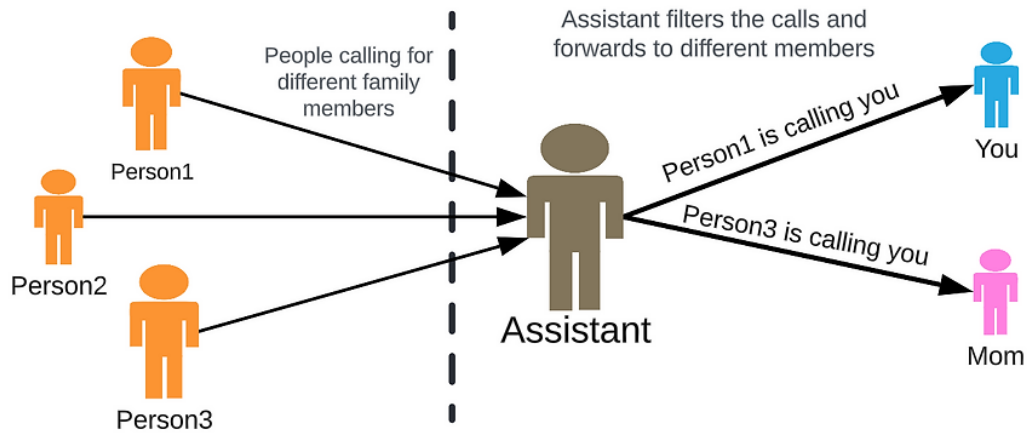 People calling for
different family
members
Assistant filters the calls and
forwards to different members
Person1
Person2
Person3
Assistant
Person1 is calling you
Person3 is calling you
You
Mom